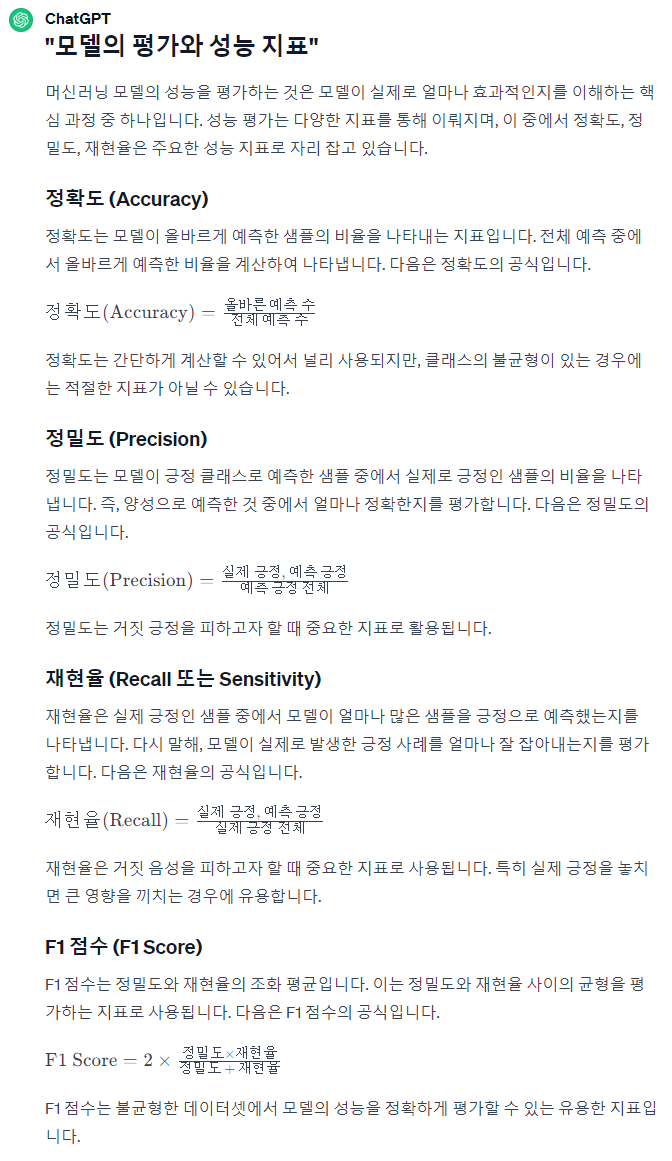 ChatGPT
"모델의 평가와 성능 지표"
머신러닝 모델의 성능을 평가하는 것은 모델이 실제로 얼마나 효과적인지를 이해하는 핵
심 과정 중 하나입니다. 성능 평가는 다양한 지표를 통해 이뤄지며, 이 중에서 정확도, 정
밀도, 재현율은 주요한 성능 지표로 자리 잡고 있습니다.
정확도 (Accuracy)
정확도는 모델이 올바르게 예측한 샘플의 비율을 나타내는 지표입니다. 전체 예측 중에
서 올바르게 예측한 비율을 계산하여 나타냅니다. 다음은 정확도의 공식입니다.
정확도(Accuracy) = 올바른 예측 수 / 전체 예측 수
정확도는 간단하게 계산할 수 있어서 널리 사용되지만, 클래스의 불균형이 있는 경우에
는 적절한 지표가 아닐 수 있습니다.
정밀도 (Precision)
정밀도는 모델이 긍정 클래스로 예측한 샘플 중에서 실제로 긍정인 샘플의 비율을 나타
냅니다. 즉, 양성으로 예측한 것 중에서 얼마나 정확한지를 평가합니다. 다음은 정밀도의
공식입니다.
정밀도(Precision) = 실제 긍정, 예측 긍정 / 예측 긍정 전체
정밀도는 거짓 긍정을 피하고자 할 때 중요한 지표로 활용됩니다.
재현율 (Recall 또는 Sensitivity)
재현율은 실제 긍정인 샘플 중에서 모델이 얼마나 많은 샘플을 긍정으로 예측했는지를
나타냅니다. 다시 말해, 모델이 실제로 발생한 긍정 사례를 얼마나 잘 잡아내는지를 평가
합니다. 다음은 재현율의 공식입니다.
재현율(Recall) = 실제 긍정, 예측 긍정 / 실제 긍정 전체
재현율은 거짓 음성을 피하고자 할 때 중요한 지표로 사용됩니다. 특히 실제 긍정을 놓치
면 큰 영향을 끼치는 경우에 유용합니다.
F1 점수 (F1 Score)
F1 점수는 정밀도와 재현율의 조화 평균입니다. 이는 정밀도와 재현율 사이의 균형을 평
가하는 지표로 사용됩니다. 다음은 F1 점수의 공식입니다.
F1 Score = 2 × 정밀도×재현율 / 정밀도+재현율
F1 점수는 불균형한 데이터셋에서 모델의 성능을 정확하게 평가할 수 있는 유용한 지표입
니다.